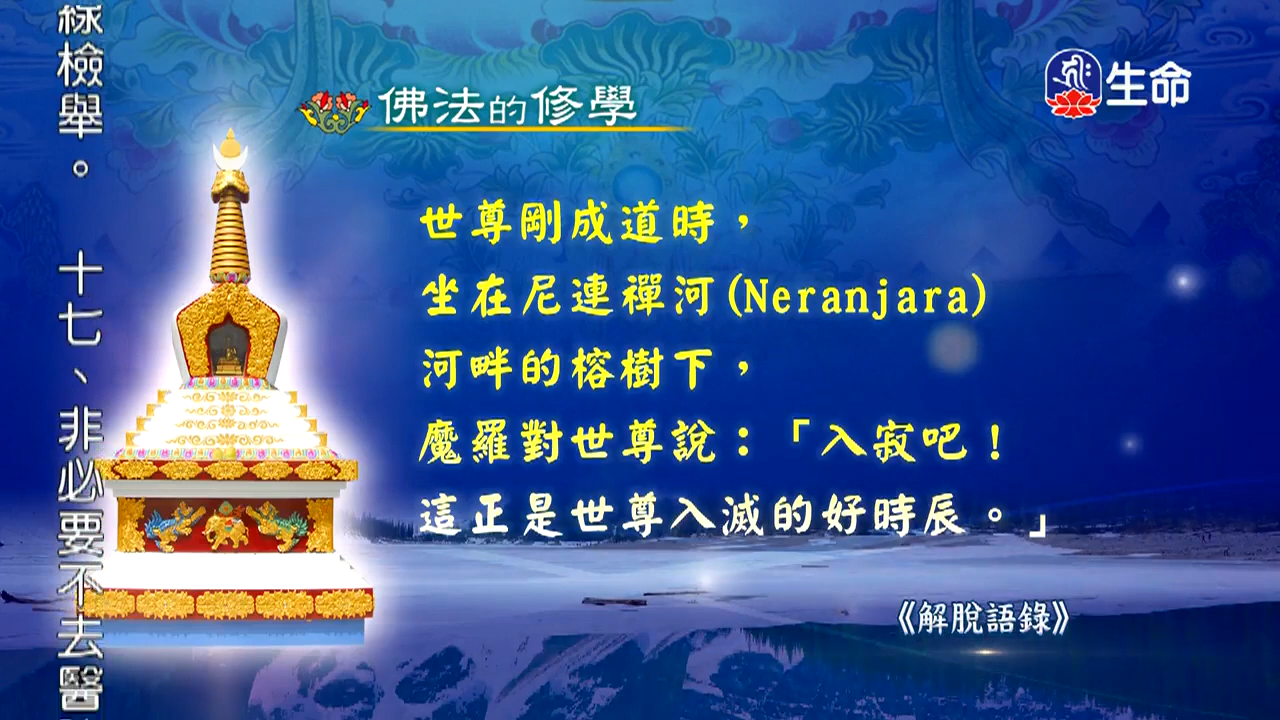 檢舉。 十七、非必要不去醫
佛法的修學
生命
世尊剛成道時，
坐在尼連禪河(Neranjara)
河畔的榕樹下，
魔羅對世尊說：「入寂吧！
這正是世尊入滅的好時辰。」
《解脫語錄》